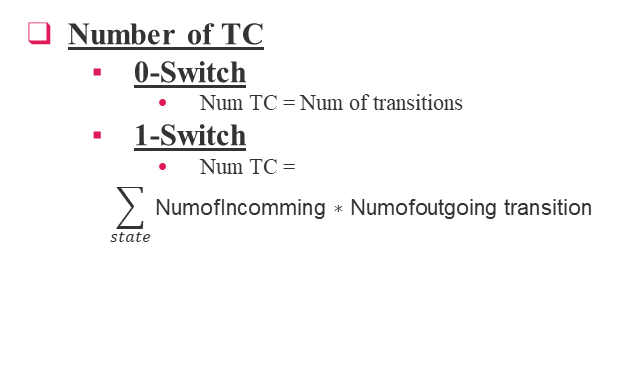 Number of TC
0-Switch
Num TC = Num of transitions
1-Switch
Num TC =
∑ NumofIncomming * Numofoutgoing transition
state